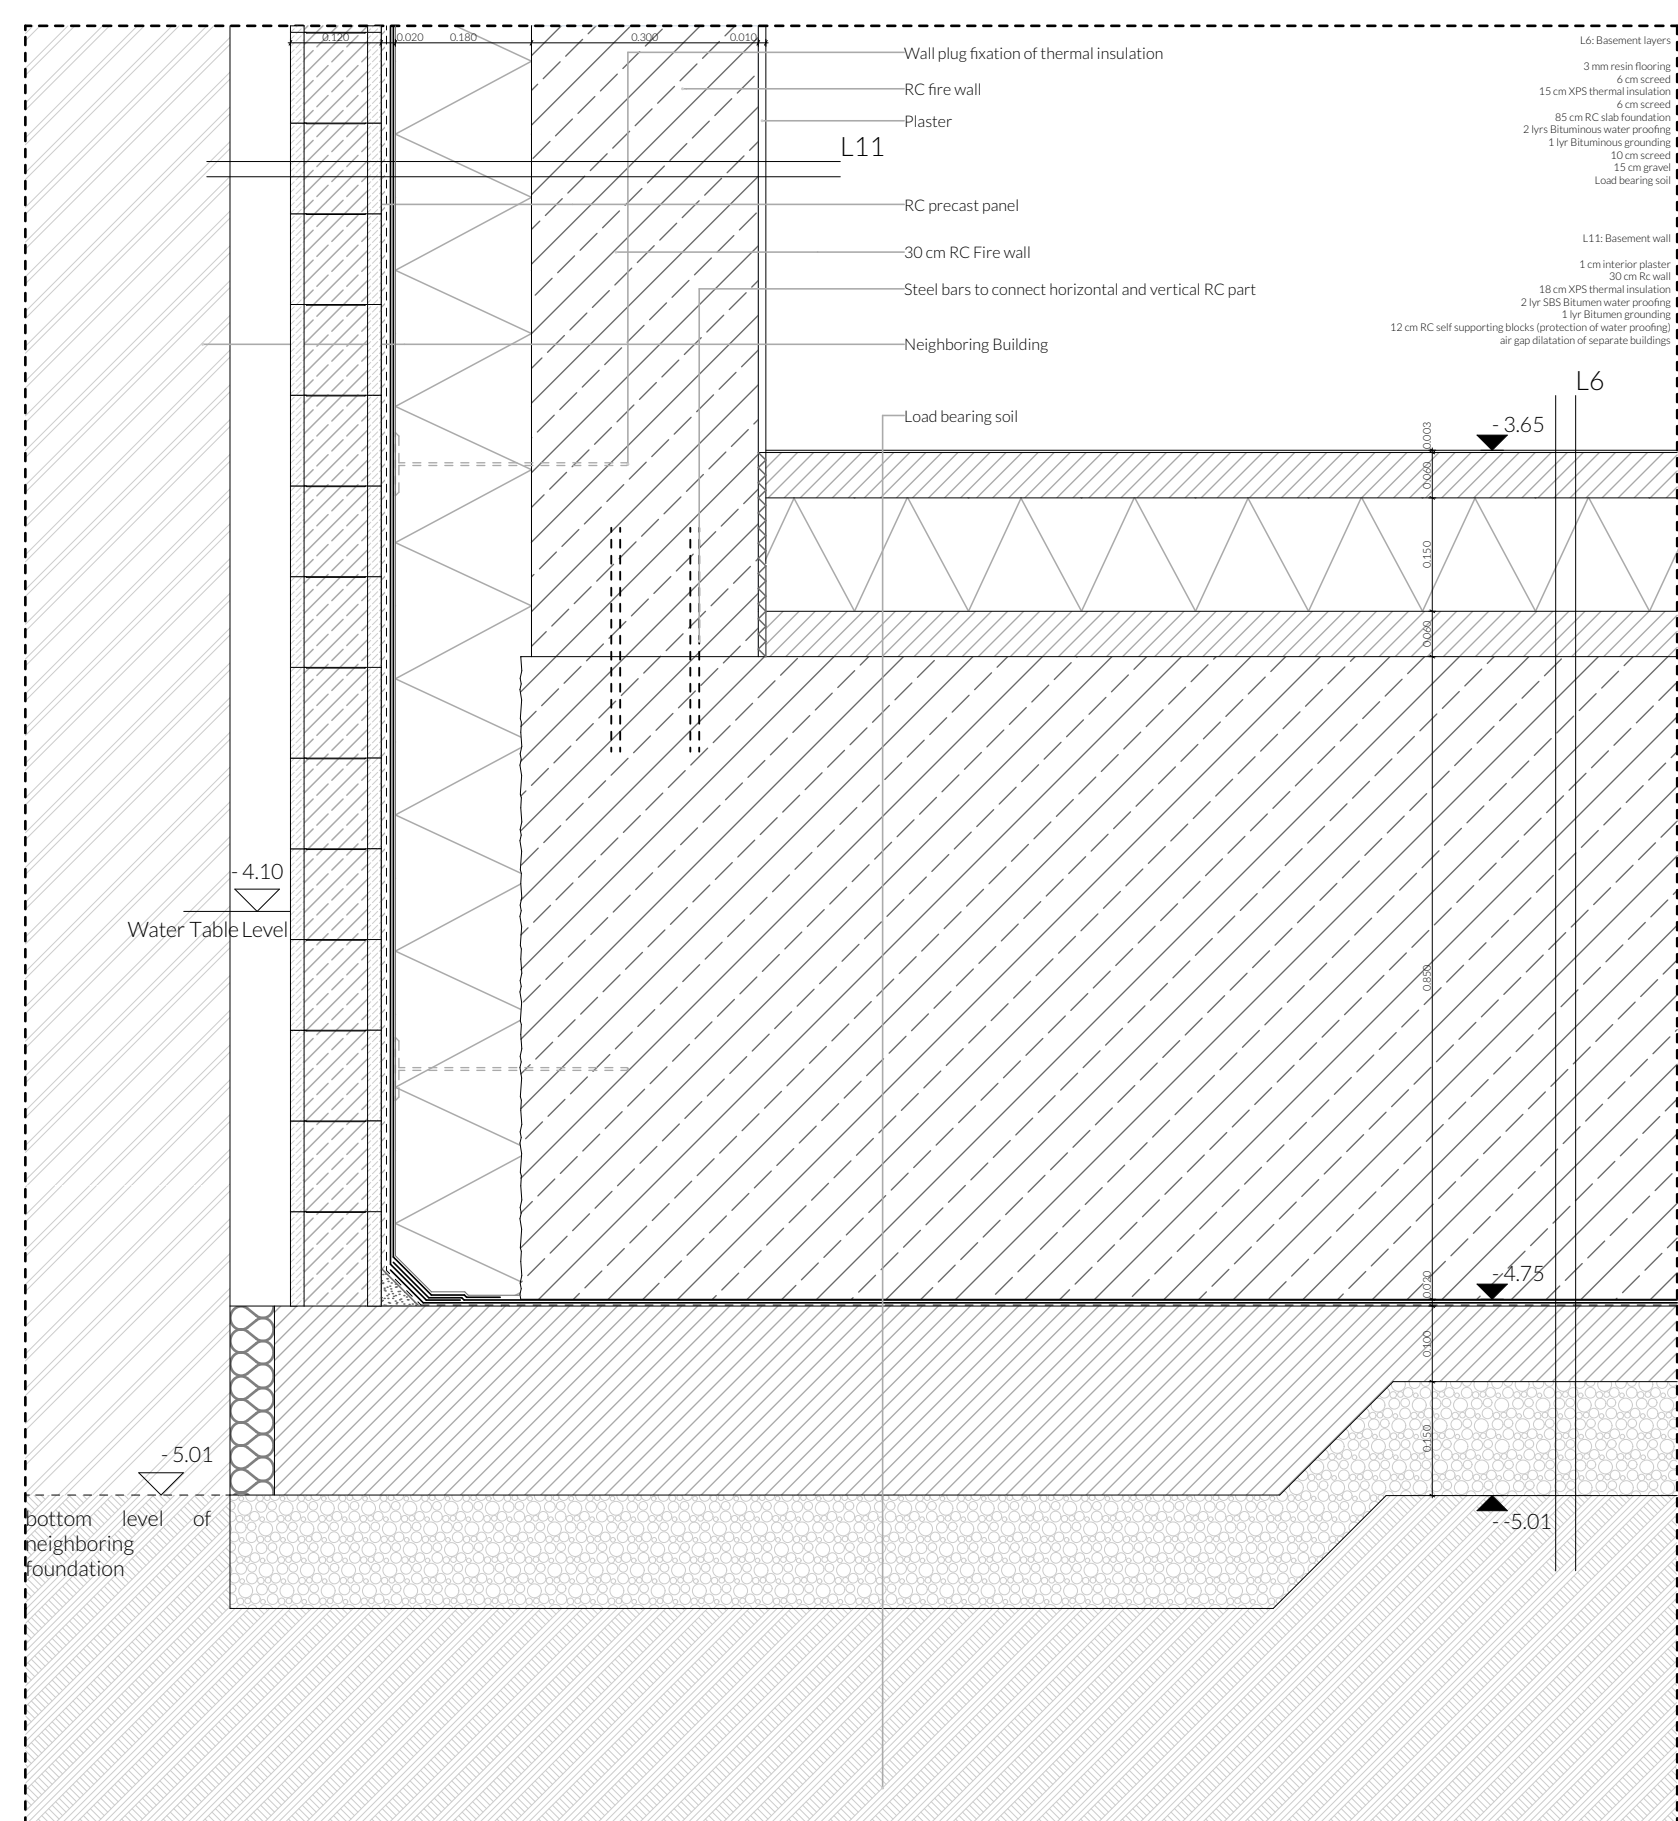 0.120
0.020
0.180
0.300
0.010
L6: Basement layers
3 mm resin flooring
6 cm screed
15 cm XPS thermal insulation
6 cm screed
85 cm RC slab foundation
2 lyrs Bituminous water proofing
1 lyr Bituminous grounding
10 cm screed
15 cm gravel
Load bearing soil
Wall plug fixation of thermal insulation
RC fire wall
Plaster
L11
RC precast panel
30 cm RC Fire wall
Steel bars to connect horizontal and vertical RC part
Neighboring Building
Load bearing soil
L11: Basement wall
1 cm interior plaster
30 cm Rc wall
18 cm XPS thermal insulation
2 lyr SBS Bitumen water proofing
1 lyr Bitumen grounding
12 cm RC self supporting blocks (protection of water proofing)
air gap dilatation of separate buildings
L6
- 3.65
0.003
0.060
0.150
0.060
- 4.10
Water Table Level
0.850
- 4.75
0.020
0.100
0.150
- 5.01
bottom level of
neighboring
foundation
- -5.01